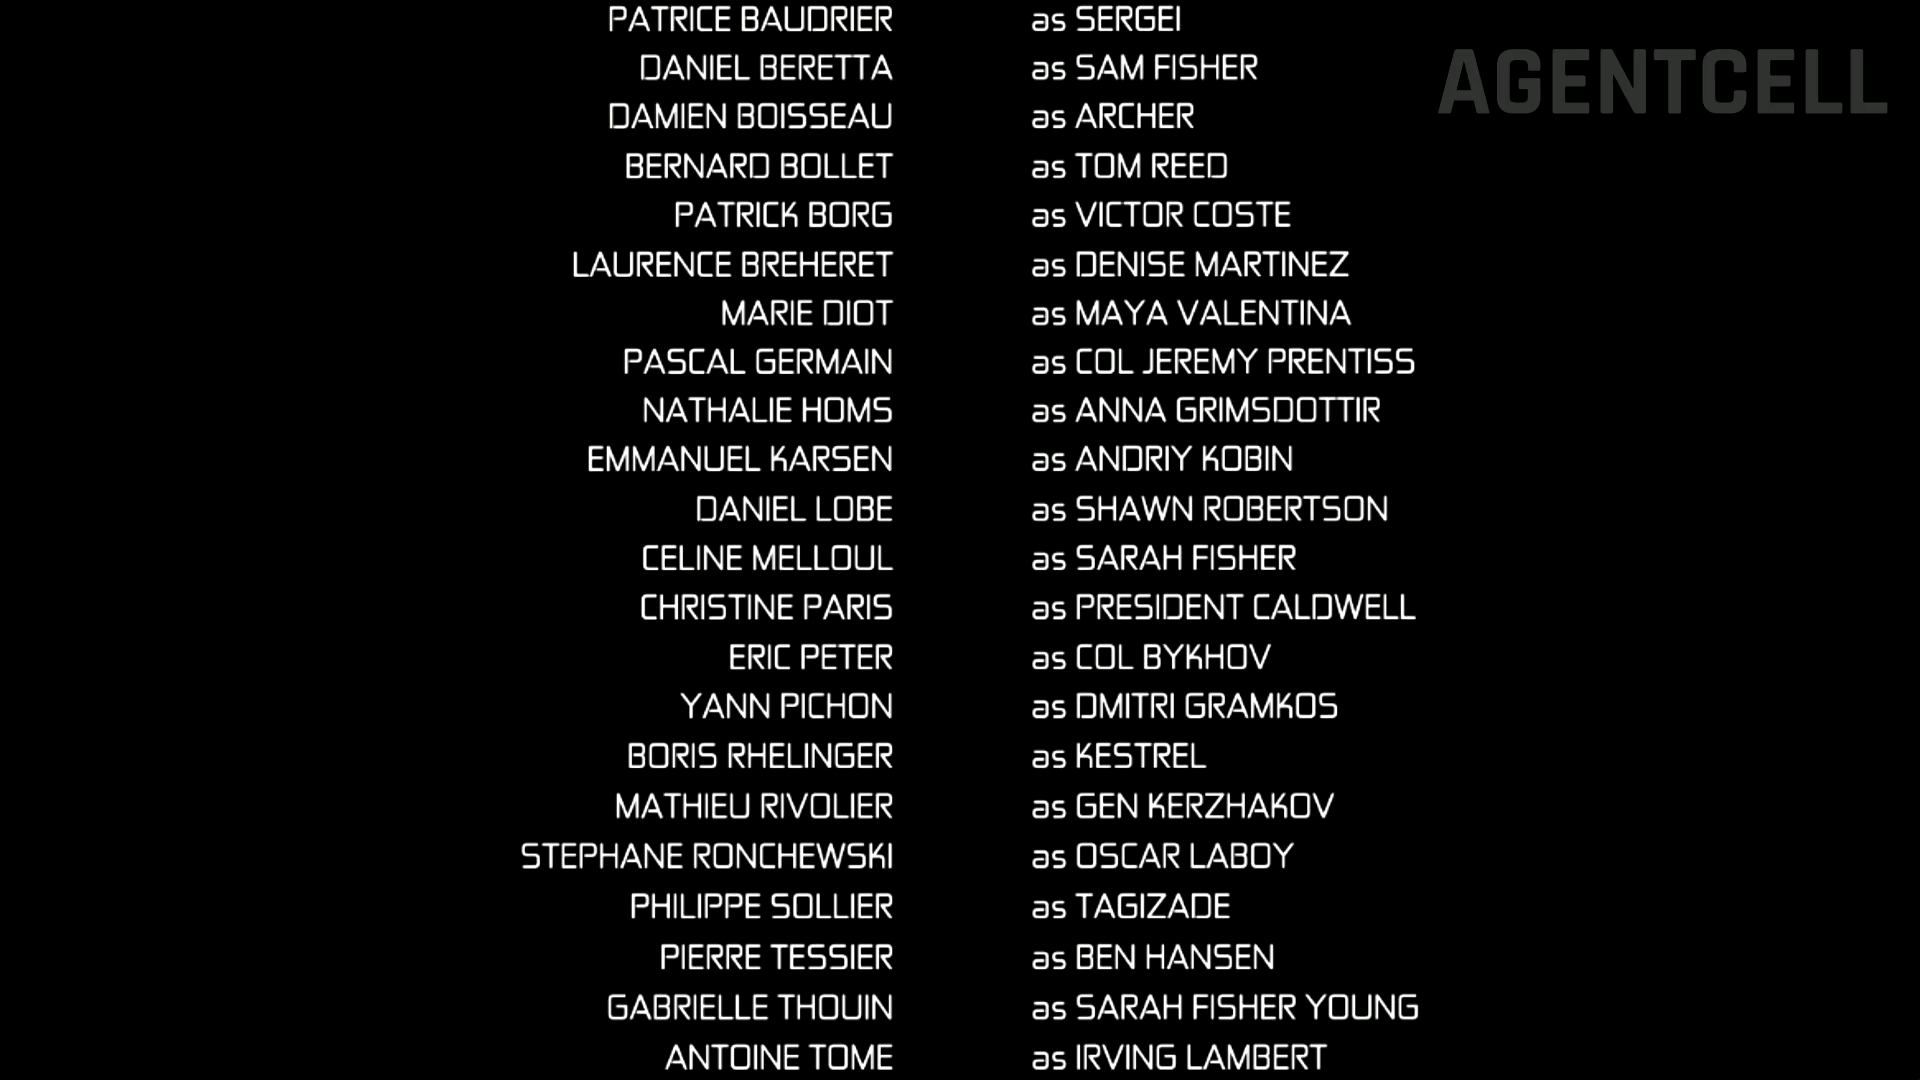 PATRICE BAUDRIER as SERGEI
DANIEL BERETTA as SAM FISHER
DAMIEN BOISSEAU as ARCHER
BERNARD BOLLET as TOM REED
PATRICK BORG as VICTOR COSTE
LAURENCE BREHERET as DENISE MARTINEZ
MARIE DIOT as MAYA VALENTINA
PASCAL GERMAIN as COL JEREMY PRENTISS
NATHALIE HOMS as ANNA GRIMSDOTTIR
EMMANUEL KARSEN as ANDRIY KOBIN
DANIEL LOBE as SHAWN ROBERTSON
CELINE MELLOUL as SARAH FISHER
CHRISTINE PARIS as PRESIDENT CALDWELL
ERIC PETER as COL BYKHOV
YANN PICHON as DMITRI GRAMKOS
BORIS RHELINGER as KESTREL
MATHIEU RIVOLIER as GEN KERZHAKOV
STEPHANE RONCHEWSKI as OSCAR LABOY
PHILIPPE SOLLIER as TAGIZADE
PIERRE TESSIER as BEN HANSEN
GABRIELLE THOUIN as SARAH FISHER YOUNG
ANTOINE TOME as IRVING LAMBERT
AGENTCELL